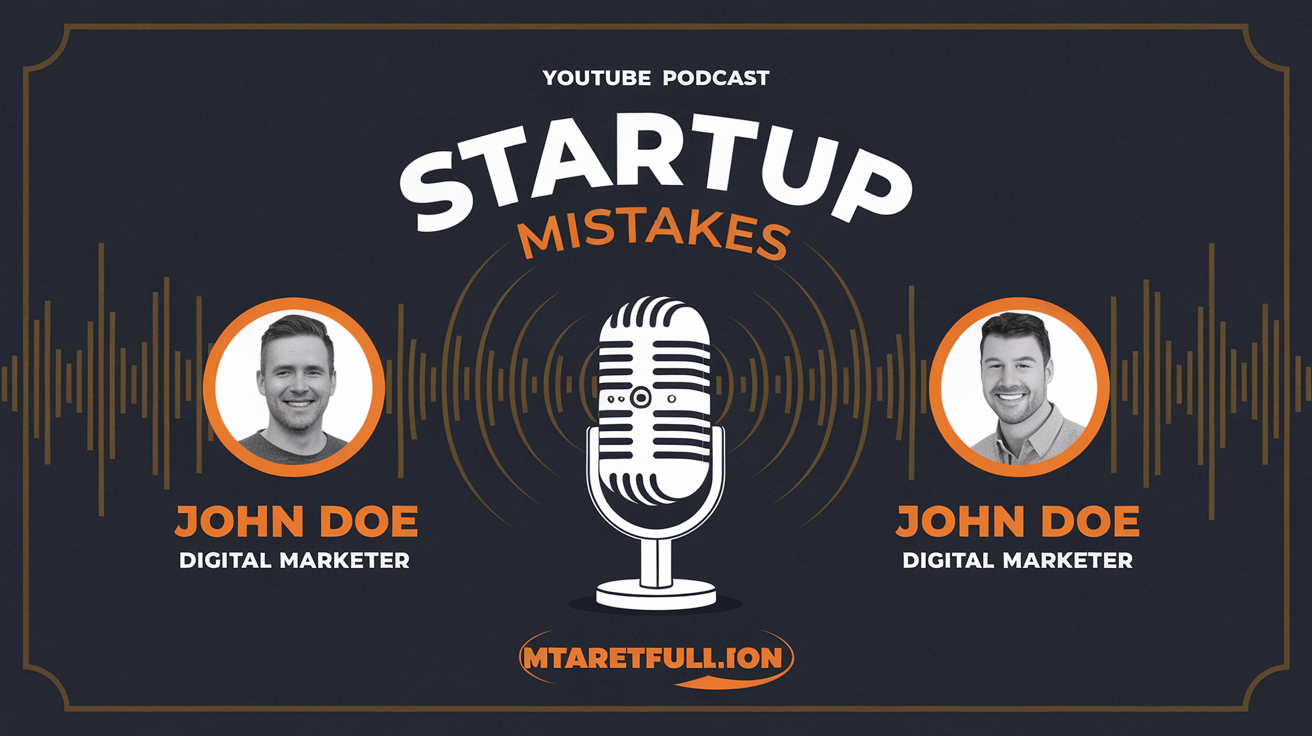 YOUTUBE PODCAST
STARTUP
MISTAKES
JOHN DOE
DIGITAL MARKETER
JOHN DOE
DIGITAL MARKETER
MTARETFULL.ION